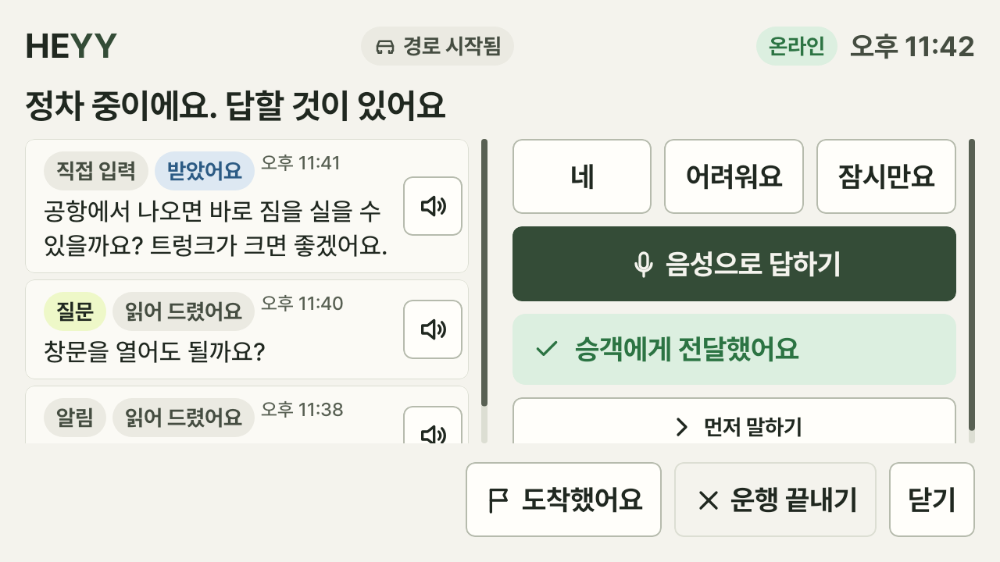 HEYY
경로 시작됨
온라인 오후 11:42
정차 중이에요. 답할 것이 있어요
직접 입력 받았어요 오후 11:41
공항에서 나오면 바로 짐을 실을 수
있을까요? 트렁크가 크면 좋겠어요.
질문 읽어 드렸어요 오후 11:40
창문을 열어도 될까요?
알림 읽어 드렸어요 오후 11:38
네 어려워요 잠시만요
음성으로 답하기
승객에게 전달했어요
먼저 말하기
도착했어요 운행 끝내기 닫기